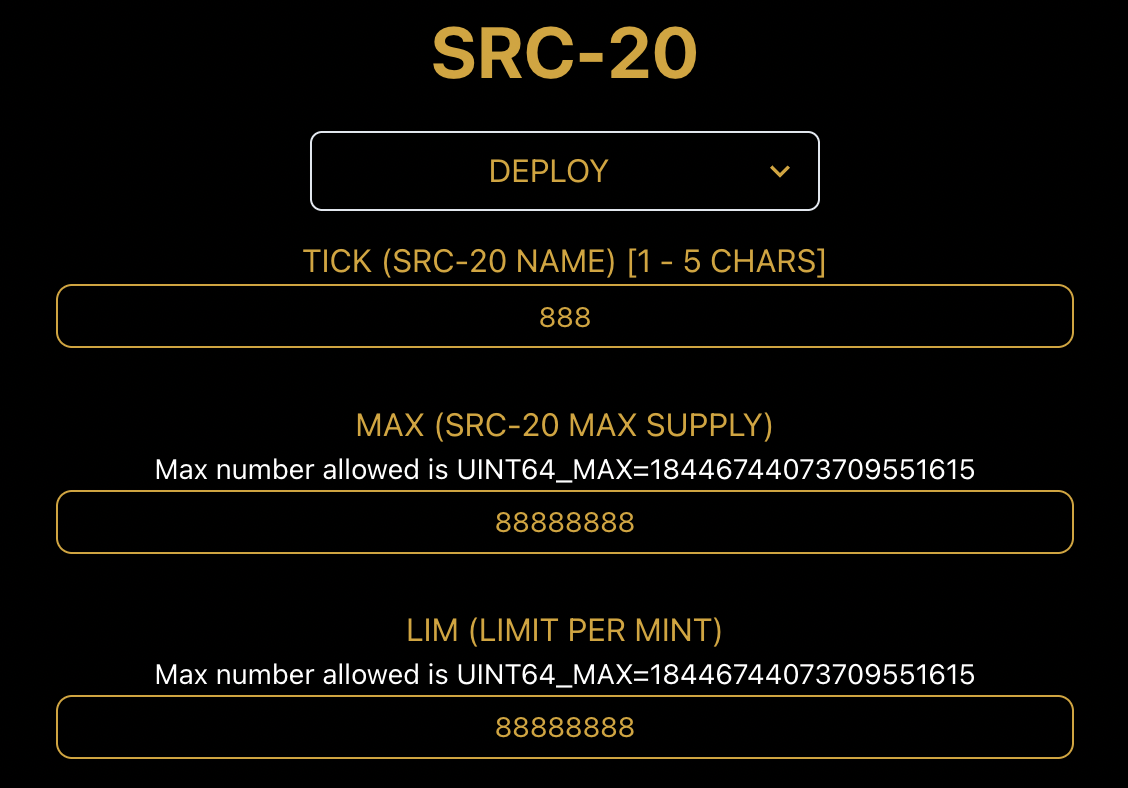 SRC-20
DEPLOY
TICK (SRC-20 NAME) [1 - 5 CHARS]
888
MAX (SRC-20 MAX SUPPLY)
Max number allowed is UINT64_MAX=18446744073709551615
88888888
LIM (LIMIT PER MINT)
Max number allowed is UINT64_MAX=18446744073709551615
88888888